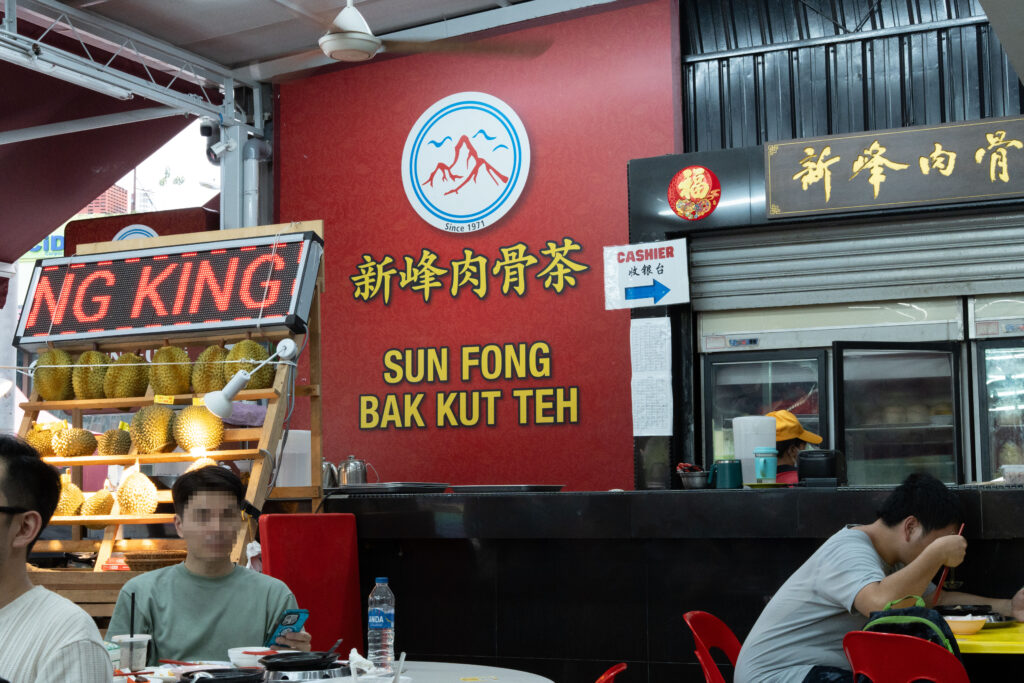 Since 1971
新峰肉骨茶
SUN FONG
BAK KUT TEH
NG KING
CASHIER
收银台
福
新峰肉骨